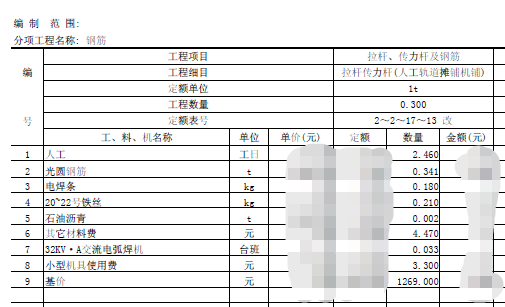 编 制 范 围:
分项工程名称: 钢筋
编号
工程项目 拉杆、传力杆及钢筋
工程细目 拉杆传力杆(人工轨道摊铺机铺)
定额单位 1t
工程数量 0.300
定额表号 2～2～17～13 改
工、料、机名称 单位 单价(元) 定额 数量 金额(元)
1 人工 工日 2.460
2 光圆钢筋 t 0.341
3 电焊条 kg 0.180
4 20~22号铁丝 kg 0.210
5 石油沥青 t 0.002
6 其它材料费 元 4.470
7 32KV·A交流电弧焊机 台班 0.033
8 小型机具使用费 元 3.300
9 基价 元 1269.000